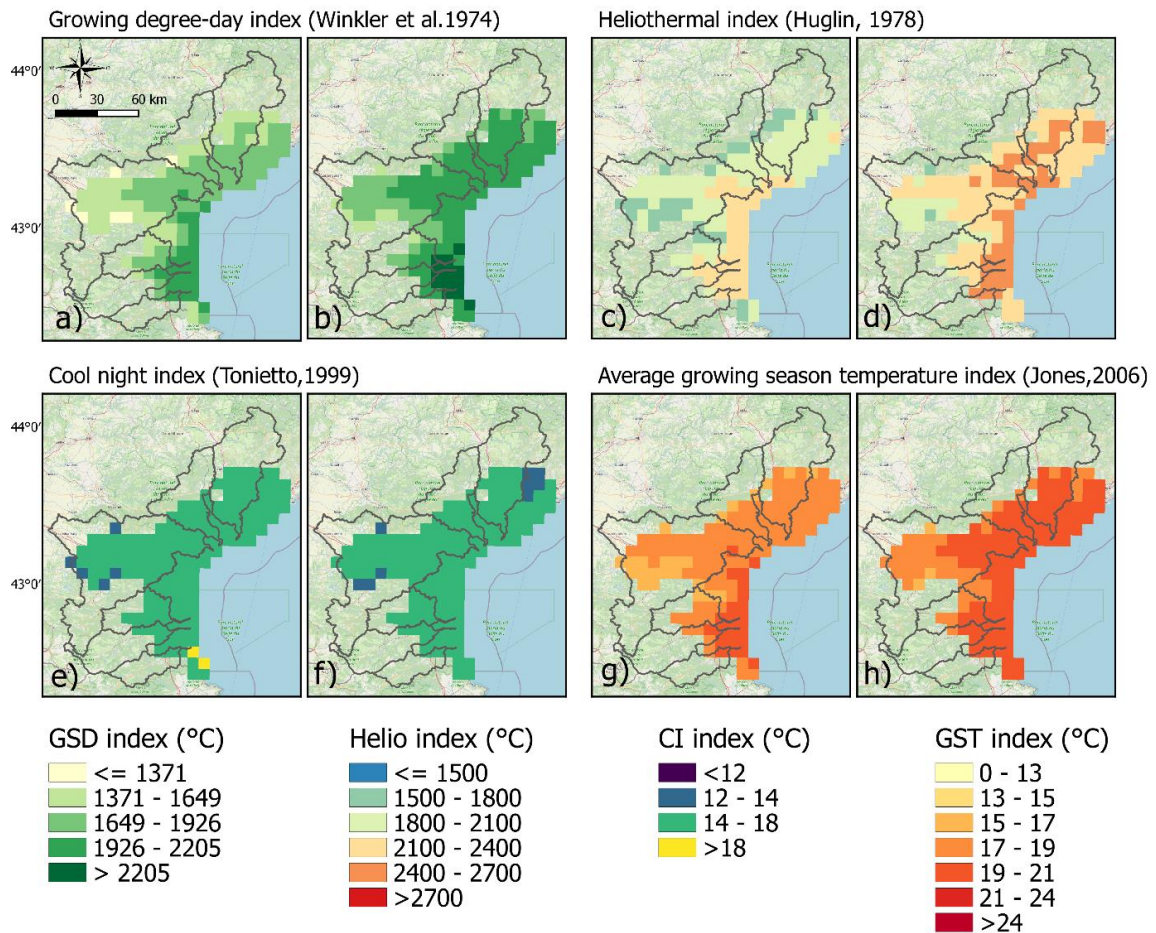 Growing degree-day index (Winkler et al.1974)
Heliothermal index (Huglin, 1978)
44°0'
0 30 60 km
43°0'
a)
b)
c)
d)
Cool night index (Tonietto,1999)
Average growing season temperature index (Jones,2006)
44°0'
43°0'
e)
f)
g)
h)
GSD index (°C)
<= 1371
1371 - 1649
1649 - 1926
1926 - 2205
> 2205
Helio index (°C)
<= 1500
1500 - 1800
1800 - 2100
2100 - 2400
2400 - 2700
>2700
CI index (°C)
<12
12 - 14
14 - 18
>18
GST index (°C)
0 - 13
13 - 15
15 - 17
17 - 19
19 - 21
21 - 24
>24